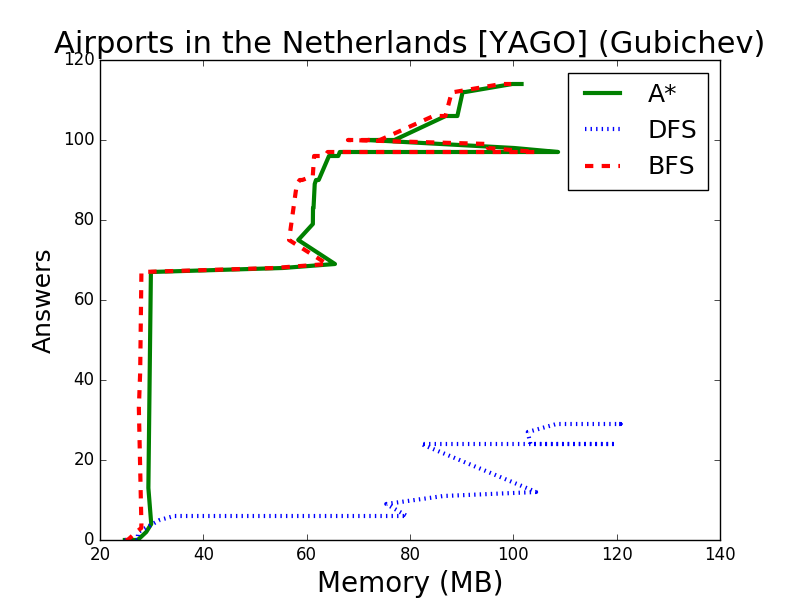 Airports in the Netherlands [YAGO] (Gubichev)
120
100
80
60
40
20
0
Answers
A*
DFS
BFS
20 40 60 80 100 120 140
Memory (MB)